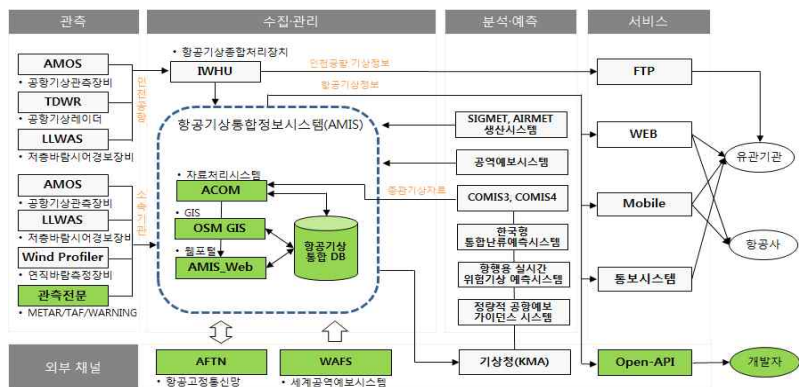 관측
수집·관리
분석·예측
서비스
AMOS
• 공항기상관측장비
TDWR
• 공항기상레이더
LLWAS
• 저층바람시어경보장비
인천공항
AMOS
• 공항기상관측장비
LLWAS
• 저층바람시어경보장비
Wind Profiler
• 연직바람측정장비
관측전문
• METAR/TAF/WARNING
소속기관
• 항공기상종합처리장치
IWHU
인천공항 기상정보
항공기상정보
항공기상통합정보시스템(AMIS)
• 자료처리시스템
ACOM
• GIS
OSM GIS
• 웹포털
AMIS_Web
항공기상
통합 DB
중관기상자료
SIGMET, AIRMET
생산시스템
공역예보시스템
COMIS3, COMIS4
한국형
통합난류예측시스템
항행용 실시간
위험기상 예측시스템
정량적 공항예보
가이던스 시스템
기상청(KMA)
FTP
WEB
Mobile
통보시스템
Open-API
유관기관
항공사
개발자
외부 채널
AFTN
• 항공고정통신망
WAFS
• 세계공역예보시스템